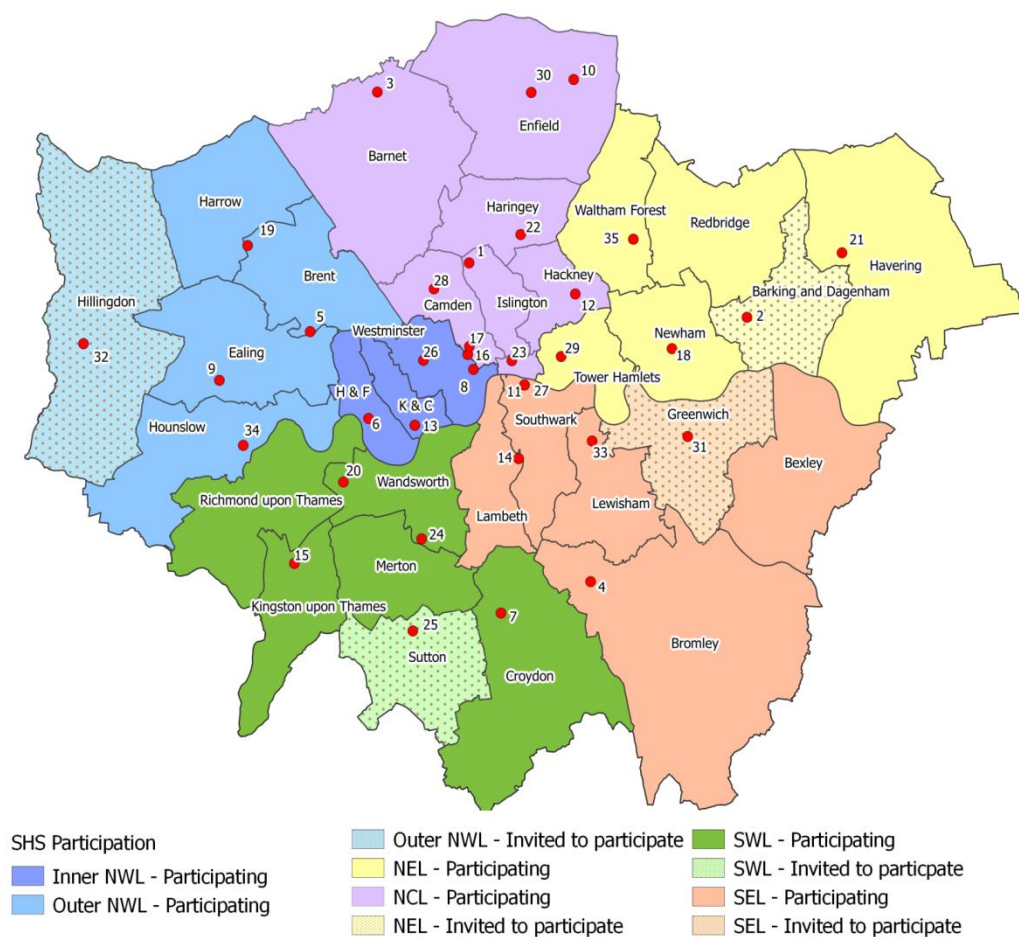 30
10
3
Enfield
Barnet
Harrow
Haringey
22
Waltham Forest
35
Redbridge
21
Havering
19
1
Brent
28
Camden
Islington
Hackney
12
Barking and Dagenham
2
Hillingdon
32
5
Westminster
17
16
26
8
23
29
Newham
18
Ealing
9
Tower Hamlets
H & F
K & C
11
27
6
13
Southwark
Greenwich
31
Hounslow
34
33
14
20
Wandsworth
Bexley
Richmond upon Thames
Lambeth
Lewisham
24
15
Merton
4
Kingston upon Thames
7
25
Sutton
Bromley
Croydon
SHS Participation
Inner NWL - Participating
Outer NWL - Participating
Outer NWL - Invited to participate
NEL - Participating
NCL - Participating
NEL - Invited to participate
SWL - Participating
SWL - Invited to particpate
SEL - Participating
SEL - Invited to participate